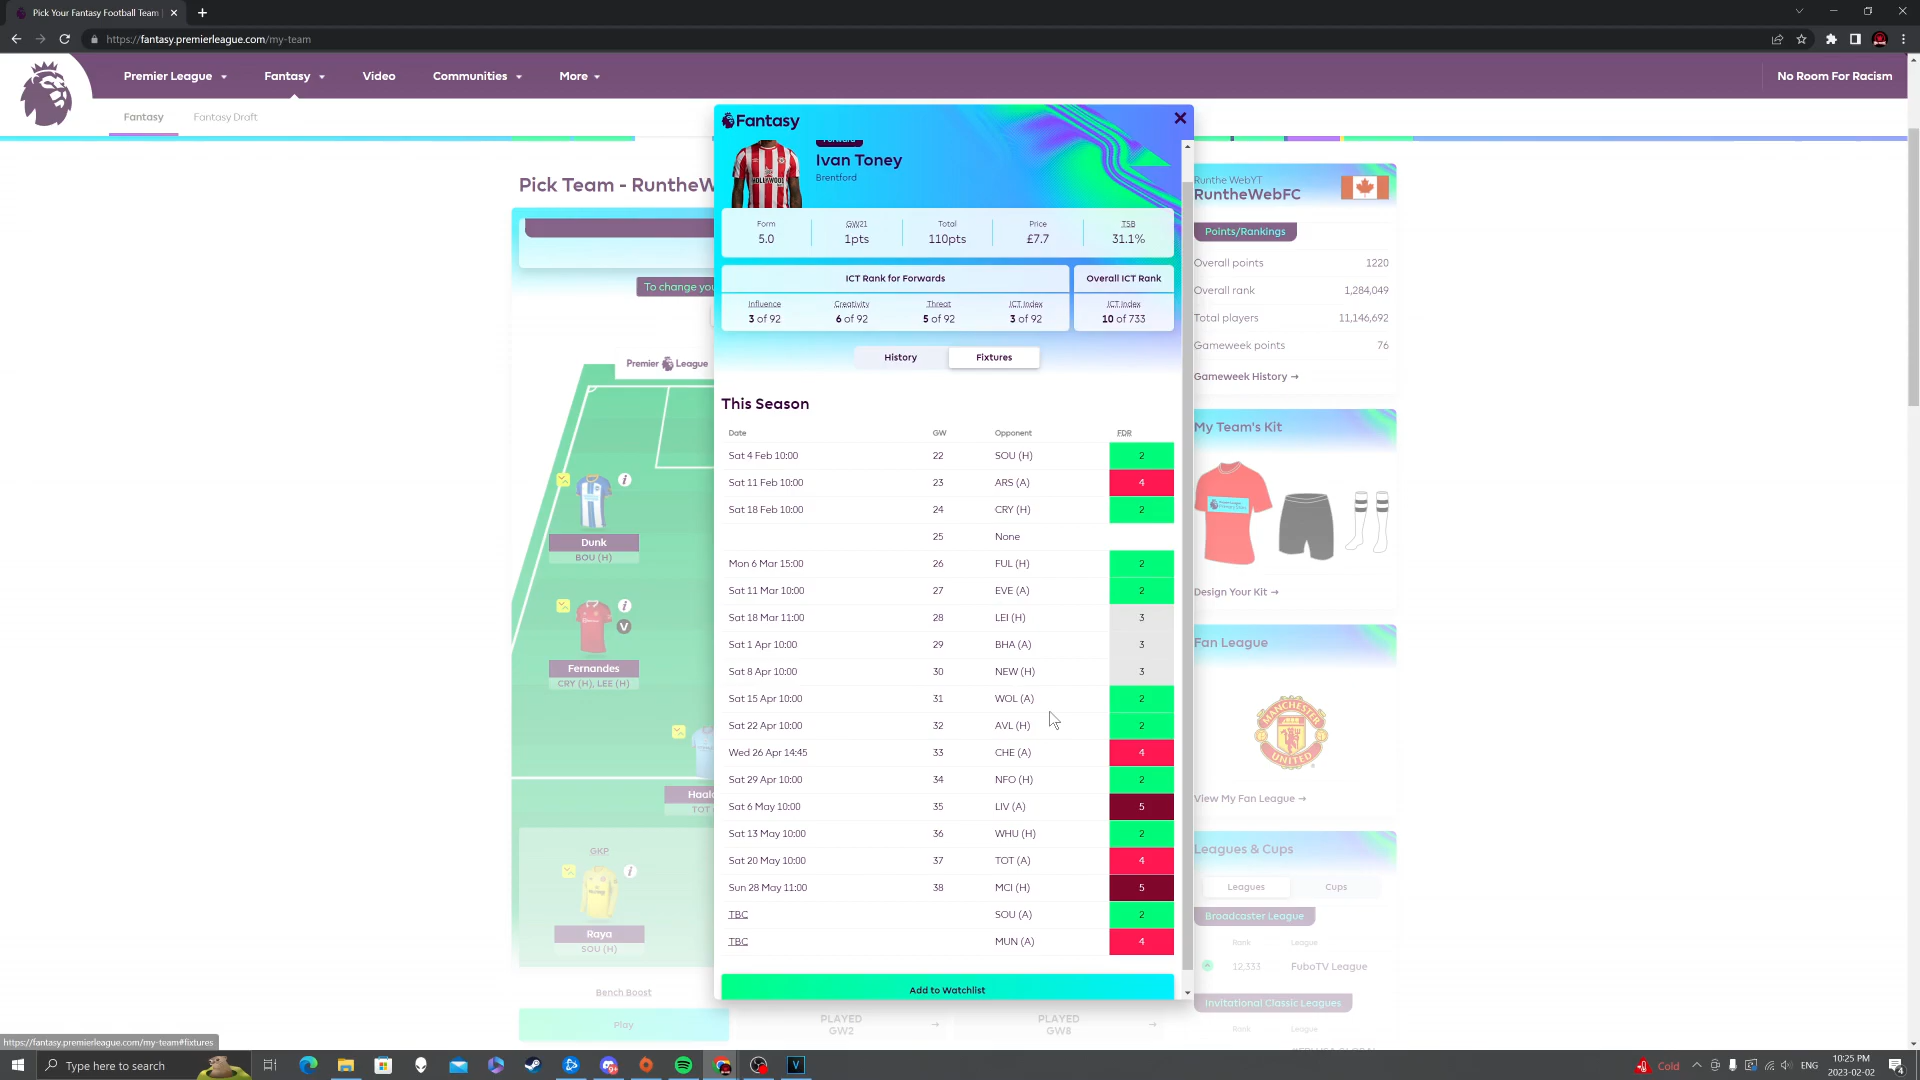 Pick Your Fantasy Football Team |
https://fantasy.premierleague.com/my-team
Premier League
Fantasy
Video
Communities
More
No Room For Racism
Fantasy
Fantasy Draft
Pick Team - RuntheW
To change you
Premier League
Dunk
BOU (H)
Fernandes
CRY (H), LEE (H)
V
Haala
TOT
GKP
Raya
SOU (H)
Bench Boost
Play
PLAYED
GW2
PLAYED
GW8
Fantasy
Forward
Ivan Toney
Brentford
HOLLYWOOD
Form GW21 Total Price TSB
5.0 1pts 110pts £7.7 31.1%
ICT Rank for Forwards Overall ICT Rank
Influence Creativity Threat ICT Index ICT Index
3 of 92 6 of 92 5 of 92 3 of 92 10 of 733
History Fixtures
This Season
Date GW Opponent FDR
Sat 4 Feb 10:00 22 SOU (H) 2
Sat 11 Feb 10:00 23 ARS (A) 4
Sat 18 Feb 10:00 24 CRY (H) 2
25 None
Mon 6 Mar 15:00 26 FUL (H) 2
Sat 11 Mar 10:00 27 EVE (A) 2
Sat 18 Mar 11:00 28 LEI (H) 3
Sat 1 Apr 10:00 29 BHA (A) 3
Sat 8 Apr 10:00 30 NEW (H) 3
Sat 15 Apr 10:00 31 WOL (A) 2
Sat 22 Apr 10:00 32 AVL (H) 2
Wed 26 Apr 14:45 33 CHE (A) 4
Sat 29 Apr 10:00 34 NFO (H) 2
Sat 6 May 10:00 35 LIV (A) 5
Sat 13 May 10:00 36 WHU (H) 2
Sat 20 May 10:00 37 TOT (A) 4
Sun 28 May 11:00 38 MCI (H) 5
TBC SOU (A) 2
TBC MUN (A) 4
Add to Watchlist
Runthe WebYT
RuntheWebFC
Points/Rankings
Overall points 1220
Overall rank 1,284,049
Total players 11,146,692
Gameweek points 76
Gameweek History →
My Team's Kit
Design Your Kit →
Fan League
MANCHESTER
UNITED
View My Fan League →
Leagues & Cups
Leagues Cups
Broadcaster League
Rank League
12,333 FuboTV League
Invitational Classic Leagues
Rank League
https://fantasy.premierleague.com/my-team#fixtures
Type here to search
Cold
ENG
10:25 PM
2023-02-02